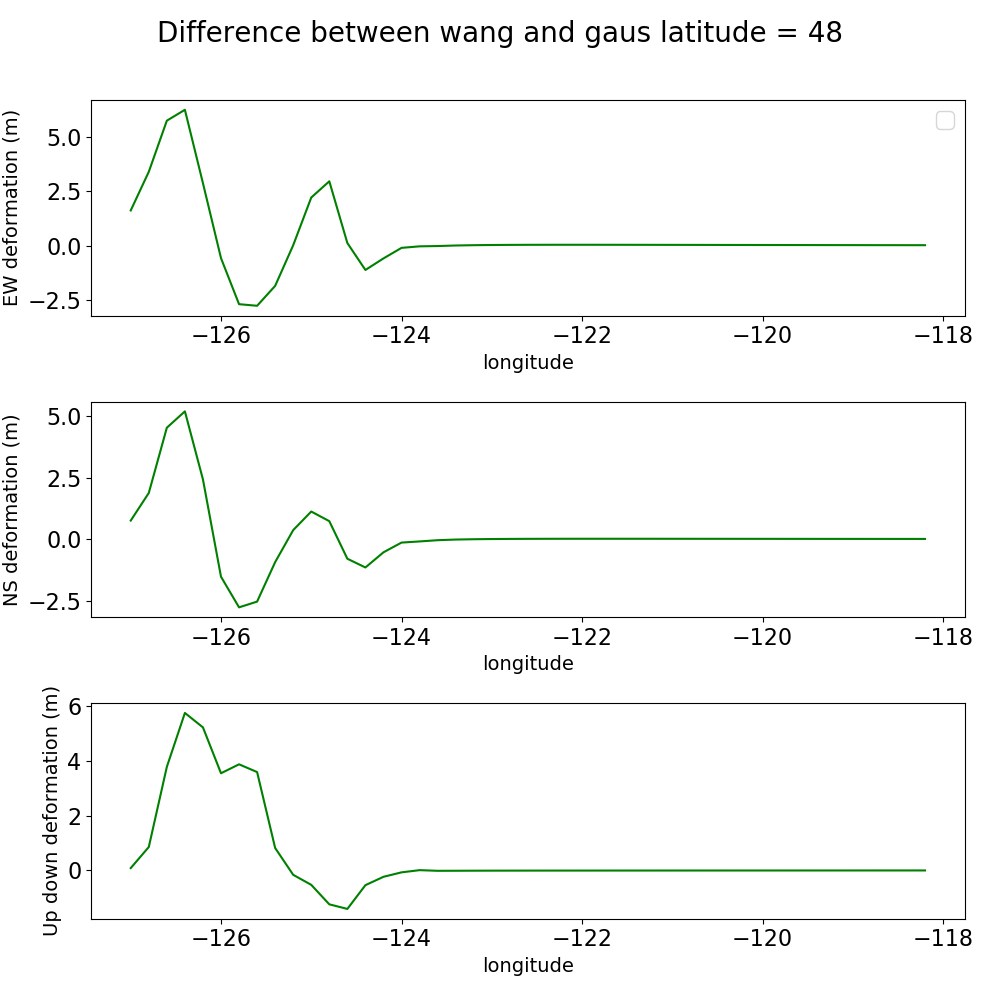 Difference between wang and gaus latitude = 48
EW deformation (m)
5.0
2.5
0.0
−2.5
−126 −124 −122 −120 −118
longitude
NS deformation (m)
5.0
2.5
0.0
−2.5
−126 −124 −122 −120 −118
longitude
Up down deformation (m)
6
4
2
0
−126 −124 −122 −120 −118
longitude